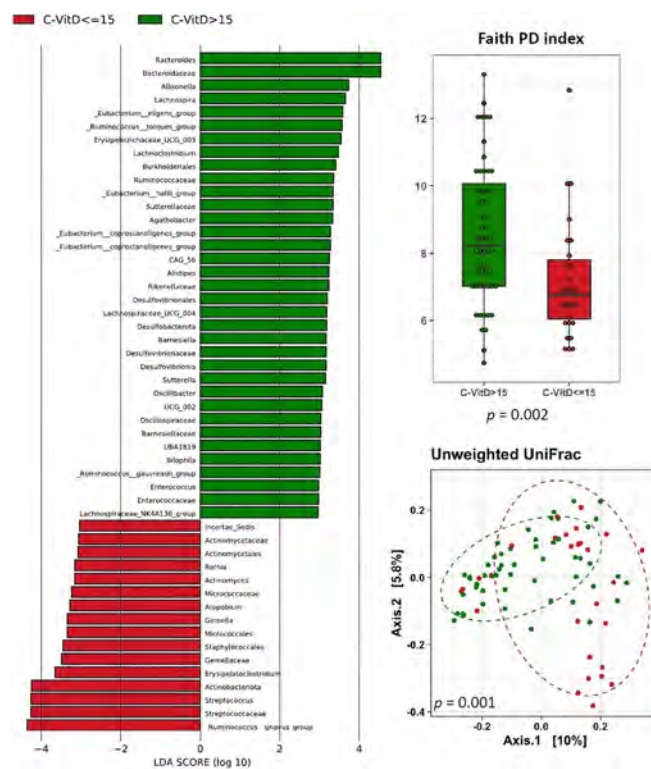 C-VitD<=15
C-VitD>15
Bacteroides
Bacteroidaceae
Allisonella
Lachnospira
_Eubacterium__eligens_group
_Ruminococcus__torques_group
Erysipelotrichaceae_UCG_003
Lachnoclostridium
Burkholderiales
Ruminococcaceae
_Eubacterium__hallii_group
Sutterellaceae
Agathobacter
_Eubacterium__coprostanoligenes_group
_Eubacterium__coprostanoligenes_group
CAG_56
Alistipes
Rikenellaceae
Desulfovibrionales
Lachnospiraceae_UCG_004
Desulfobacterota
Barnesiella
Desulfovibrionaceae
Desulfovibrionia
Sutterella
Oscillibacter
UCG_002
Oscillospiraceae
Barnesiellaceae
UBA1819
Bilophila
_Ruminococcus__gauvreauii_group
Enterococcus
Enterococcaceae
Lachnospiraceae_NK4A136_group
Incertae_Sedis
Actinomycetaceae
Actinomycetales
Rothia
Actinomyces
Micrococcaceae
Atopobium
Gemella
Micrococcales
Staphylococcales
Gemellaceae
Erysipelatoclostridium
Actinobacteriota
Streptococcus
Streptococcaceae
_Ruminococcus__gnavus_group
−4
−2
0
2
4
LDA SCORE (log 10)
Faith PD index
12
10
8
6
C-VitD>15
C-VitD<=15
p = 0.002
Unweighted UniFrac
0.2
0.0
-0.2
-0.4
Axis.2 [5.8%]
p = 0.001
-0.2
0.0
0.2
Axis.1 [10%]